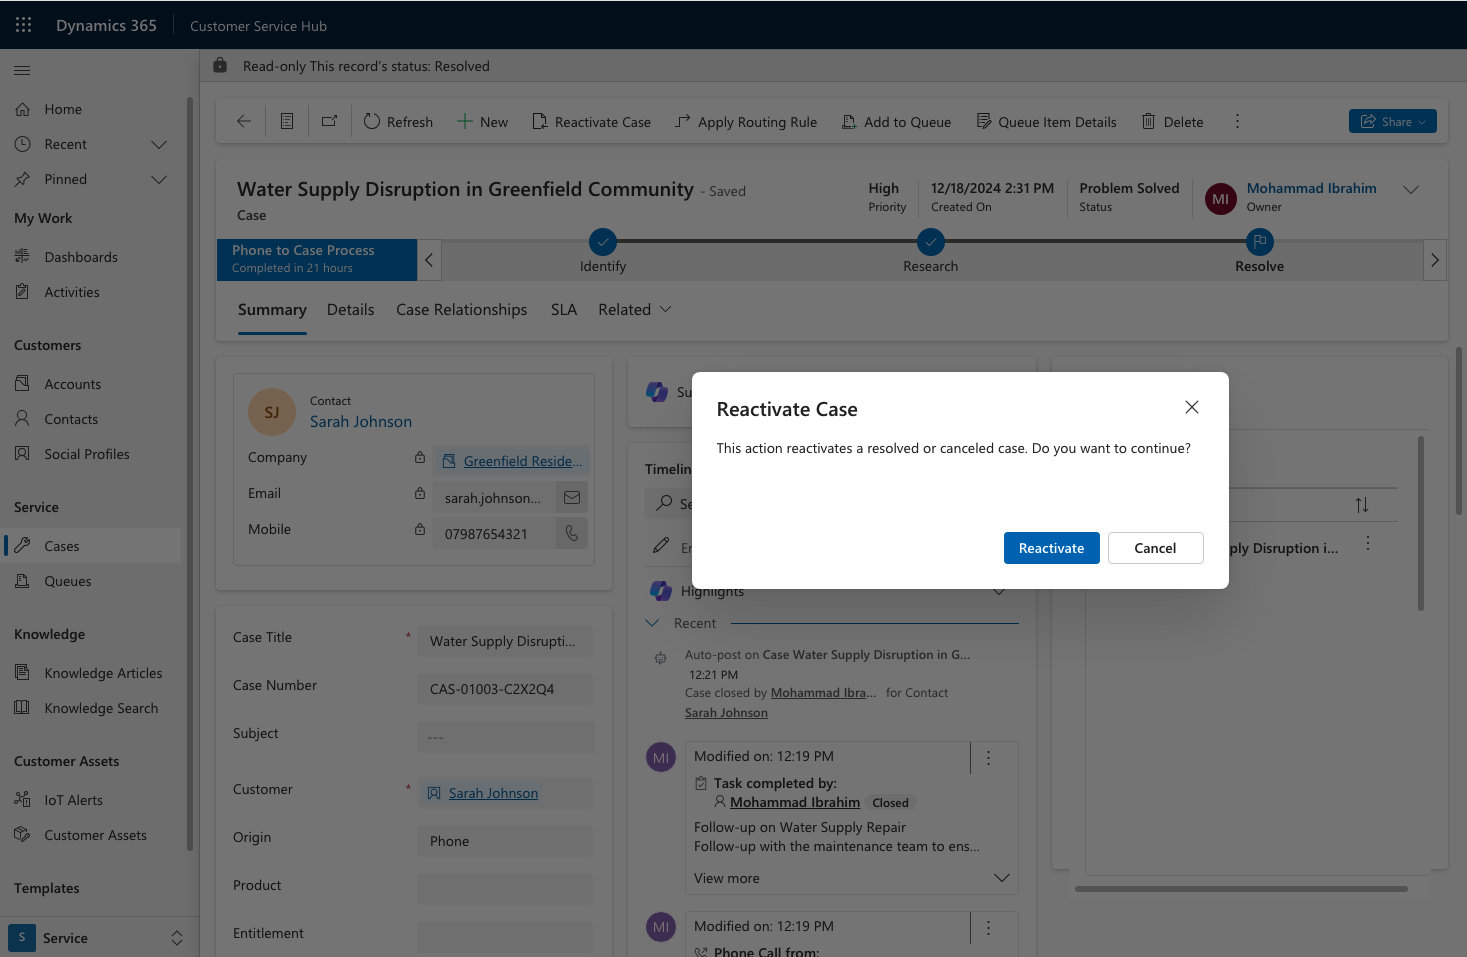 Dynamics 365
Customer Service Hub
Read-only This record's status: Resolved
Home
Recent
Pinned
My Work
Dashboards
Activities
Customers
Accounts
Contacts
Social Profiles
Service
Cases
Queues
Knowledge
Knowledge Articles
Knowledge Search
Customer Assets
IoT Alerts
Customer Assets
Templates
S Service
Refresh New Reactivate Case Apply Routing Rule Add to Queue Queue Item Details Delete Share
Water Supply Disruption in Greenfield Community - Saved
Case
High
Priority
12/18/2024 2:31 PM
Created On
Problem Solved
Status
MI
Mohammad Ibrahim
Owner
Phone to Case Process
Completed in 21 hours
Identify
Research
Resolve
Summary Details Case Relationships SLA Related
SJ
Contact
Sarah Johnson
Company Greenfield Reside...
Email sarah.johnson...
Mobile 07987654321
Case Title * Water Supply Disrupti...
Case Number CAS-01003-C2X2Q4
Subject ---
Customer * Sarah Johnson
Origin Phone
Product
Entitlement
Su
Timelin
Se
Er
Highlights
Recent
Auto-post on Case Water Supply Disruption in G...
12:21 PM
Case closed by Mohammad Ibra... for Contact
Sarah Johnson
MI
Modified on: 12:19 PM
Task completed by:
Mohammad Ibrahim Closed
Follow-up on Water Supply Repair
Follow-up with the maintenance team to ens...
View more
MI
Modified on: 12:19 PM
Phone Call from:
Reactivate Case
This action reactivates a resolved or canceled case. Do you want to continue?
Reactivate Cancel
ply Disruption i...